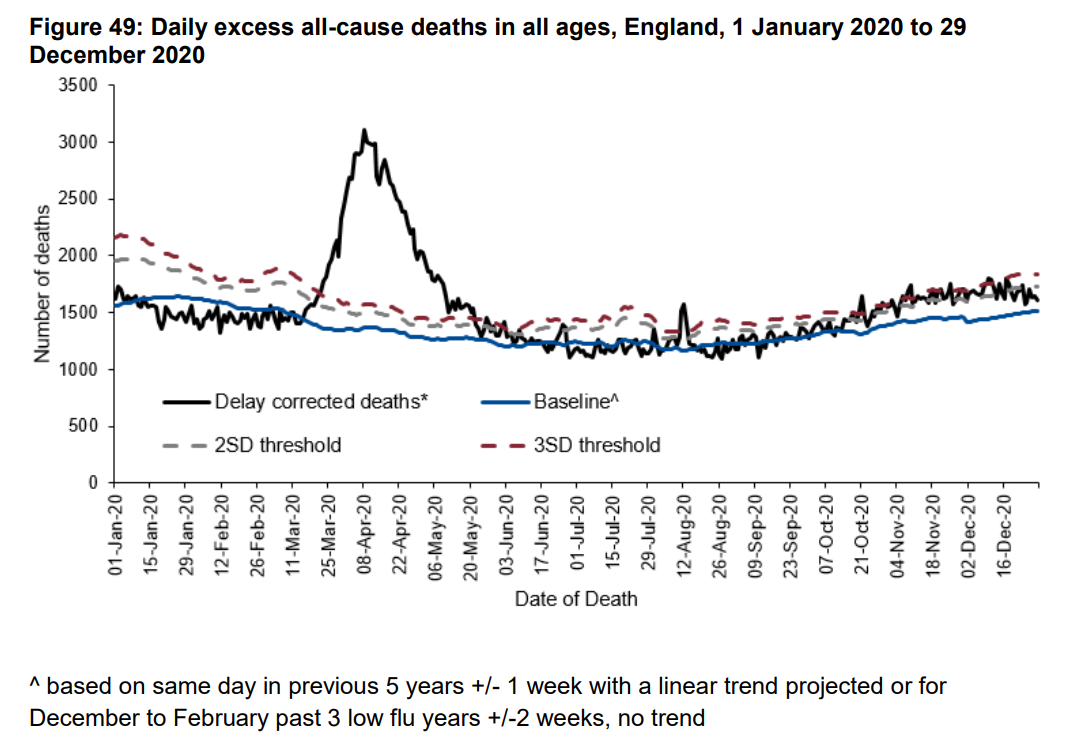 Figure 49: Daily excess all-cause deaths in all ages, England, 1 January 2020 to 29
December 2020
3500
3000
2500
2000
1500
1000
500
0
Number of deaths
Delay corrected deaths*
Baseline^
2SD threshold
3SD threshold
01-Jan-20
15-Jan-20
29-Jan-20
12-Feb-20
26-Feb-20
11-Mar-20
25-Mar-20
08-Apr-20
22-Apr-20
06-May-20
20-May-20
03-Jun-20
17-Jun-20
01-Jul-20
15-Jul-20
29-Jul-20
12-Aug-20
26-Aug-20
09-Sep-20
23-Sep-20
07-Oct-20
21-Oct-20
04-Nov-20
18-Nov-20
02-Dec-20
16-Dec-20
Date of Death
^ based on same day in previous 5 years +/- 1 week with a linear trend projected or for
December to February past 3 low flu years +/-2 weeks, no trend